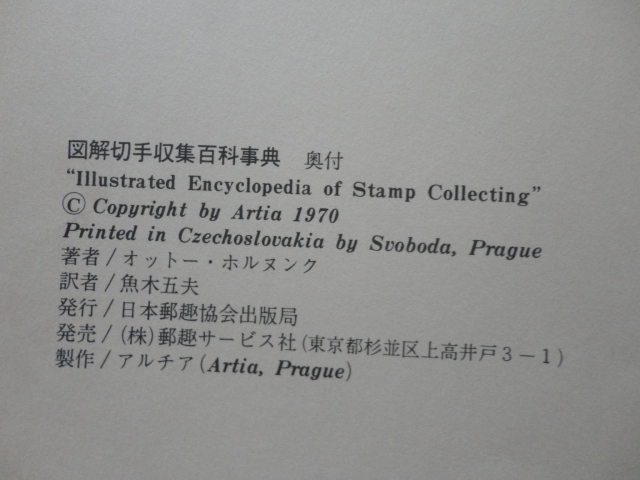 図解切手収集百科事典 奥付
"Illustrated Encyclopedia of Stamp Collecting"
© Copyright by Artia 1970
Printed in Czechoslovakia by Svoboda, Prague
著者/オットー・ホルヌンク
訳者/魚木五夫
発行/日本郵趣協会出版局
発売/(株)郵趣サービス社(東京都杉並区上高井戸3-1)
製作/アルチア(Artia, Prague)